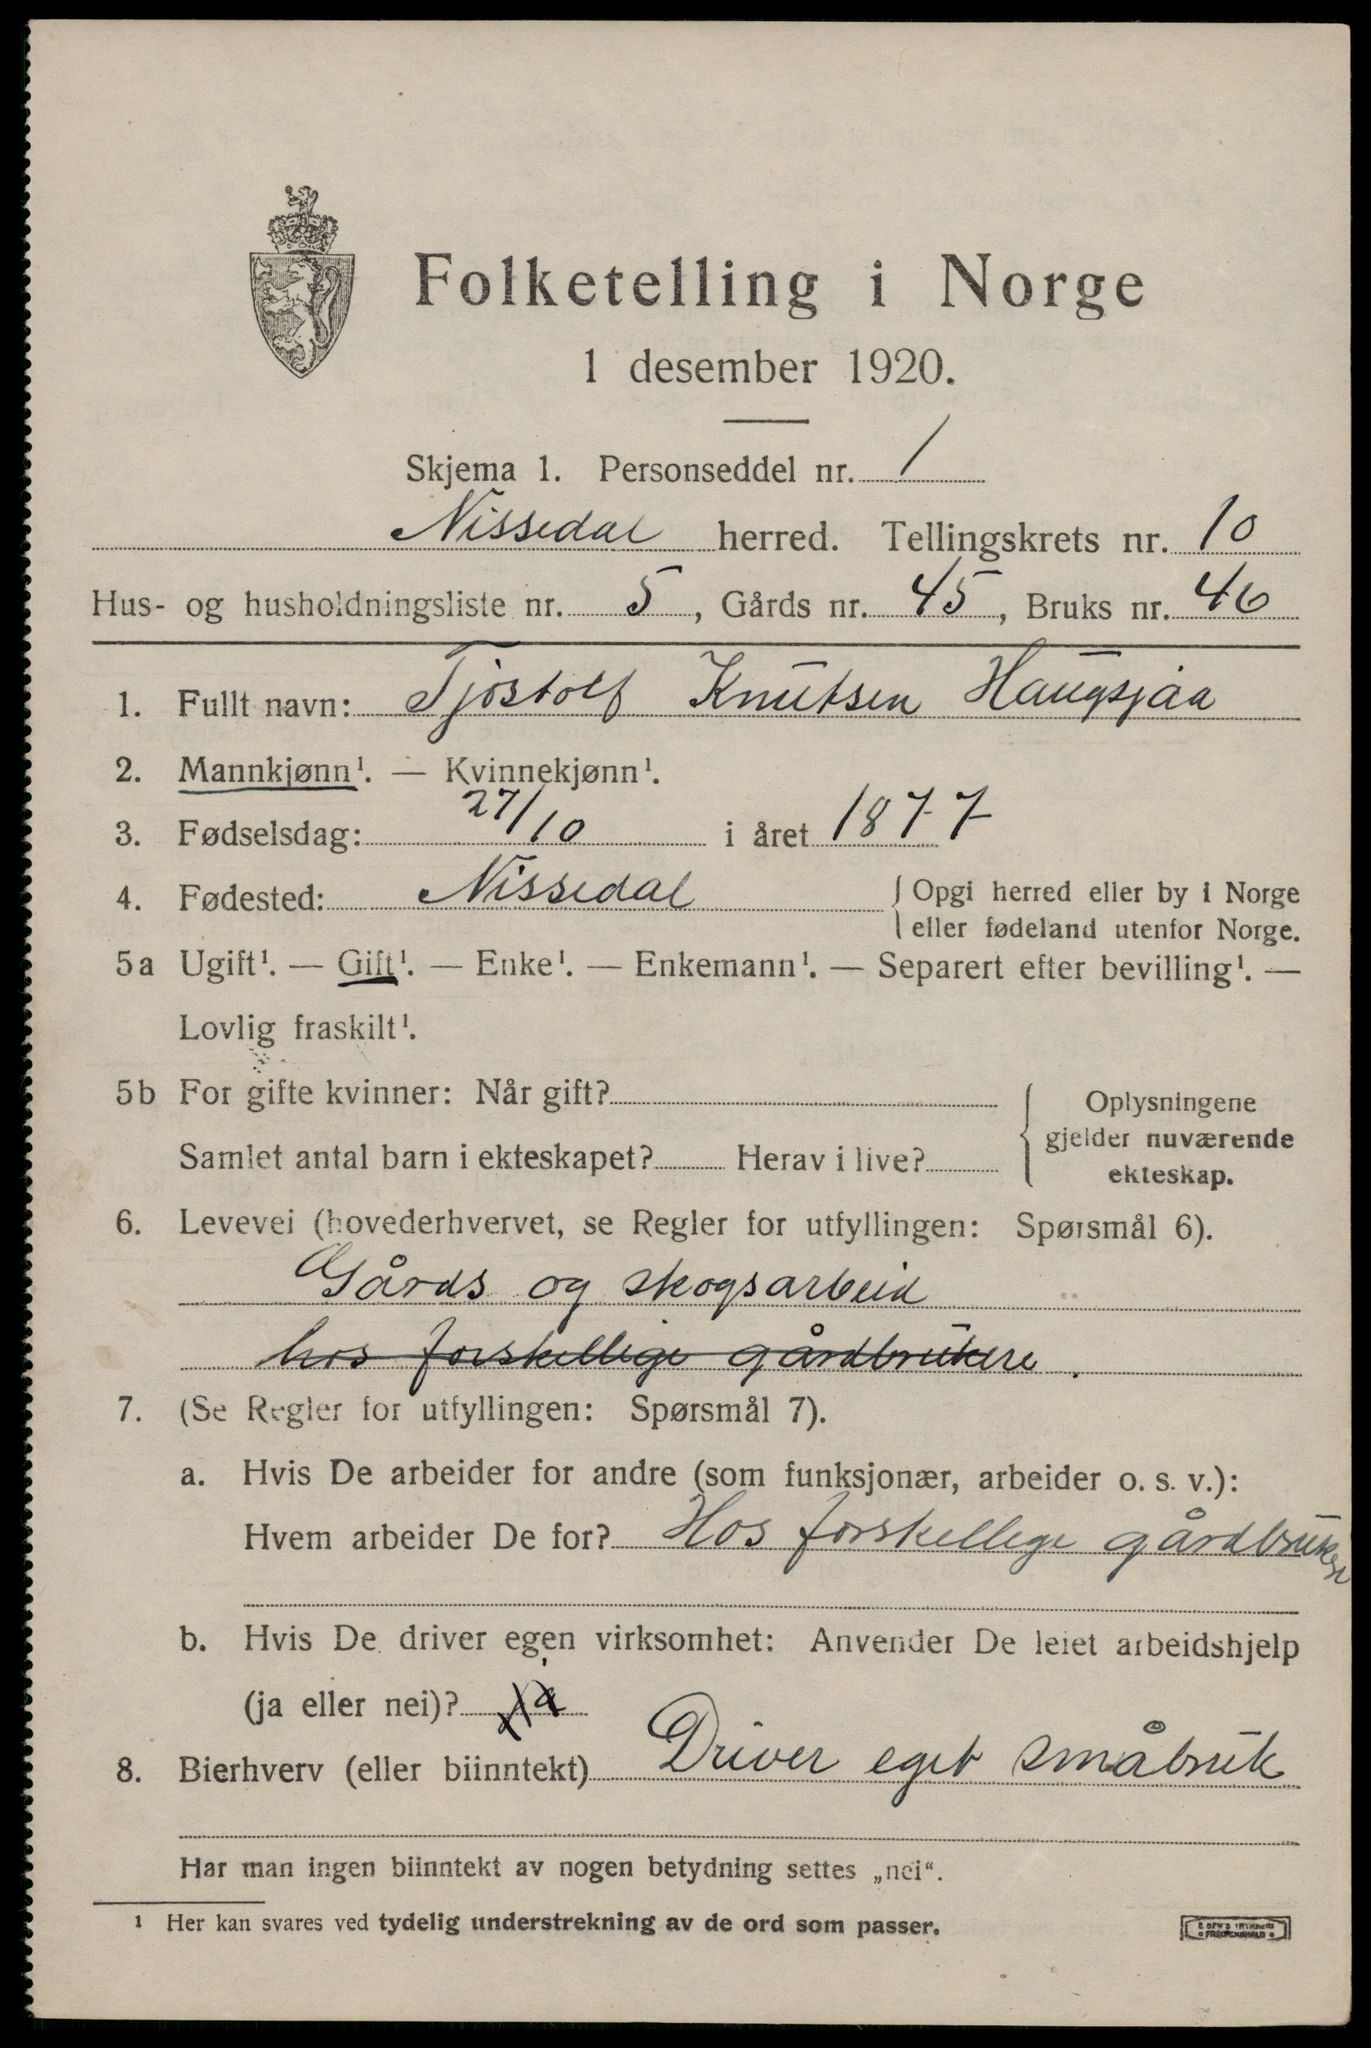 Folketelling i Norge
1 desember 1920.
Skjema 1. Personseddel nr. 1
Nissedal herred. Tellingskrets nr. 10
Hus- og husholdningsliste nr. 5, Gårds nr. 45, Bruks nr. 46
1. Fullt navn: Tjostolf Knutsen Haugsjaa
2. Mannkjønn¹. — Kvinnekjønn¹.
3. Fødselsdag: 27/10 i året 1877
4. Fødested: Nissedal { Opgi herred eller by i Norge
eller fødeland utenfor Norge.
5a Ugift¹. — Gift¹. — Enke¹. — Enkemann¹. — Separert efter bevilling¹. —
Lovlig fraskilt¹.
5b For gifte kvinner: Når gift?
Samlet antal barn i ekteskapet? Herav i live?
Oplysningene
gjelder nuværende
ekteskap.
6. Levevei (hovederhvervet, se Regler for utfyllingen: Spørsmål 6).
Gårds og skogsarbeid
hos forskellige gårdbrukere.
7. (Se Regler for utfyllingen: Spørsmål 7).
a. Hvis De arbeider for andre (som funksjonær, arbeider o. s. v.):
Hvem arbeider De for? Hos forskellige gårdbrukere
b. Hvis De driver egen virksomhet: Anvender De leiet arbeidshjelp
(ja eller nei)?
8. Bierhverv (eller biinntekt) Driver eget småbruk
Har man ingen biinntekt av nogen betydning settes „nei“.
¹ Her kan svares ved tydelig understrekning av de ord som passer.